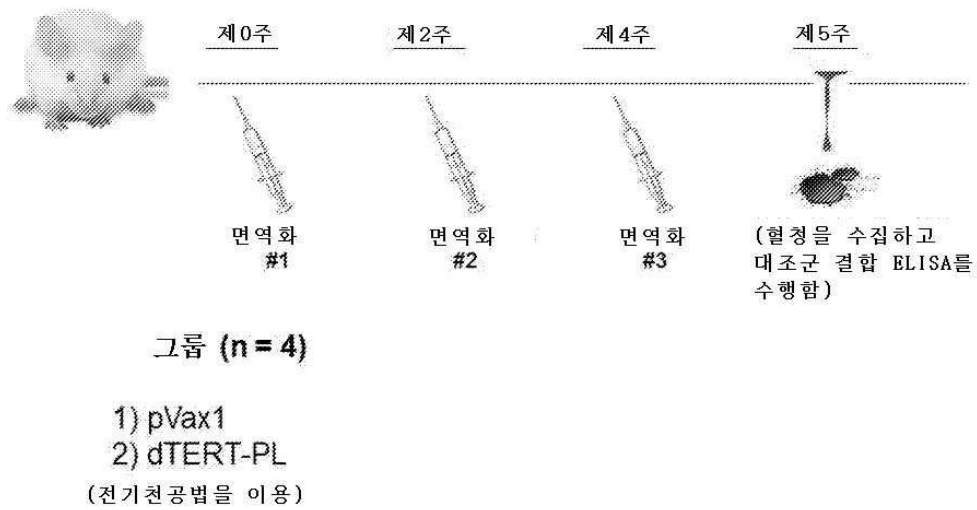 제0주 제2주 제4주 제5주
면역화 #1
면역화 #2
면역화 #3
(혈청을 수집하고
대조군 결합 ELISA를
수행함)
그룹 (n = 4)
1) pVax1
2) dTERT-PL
(전기천공법을 이용)